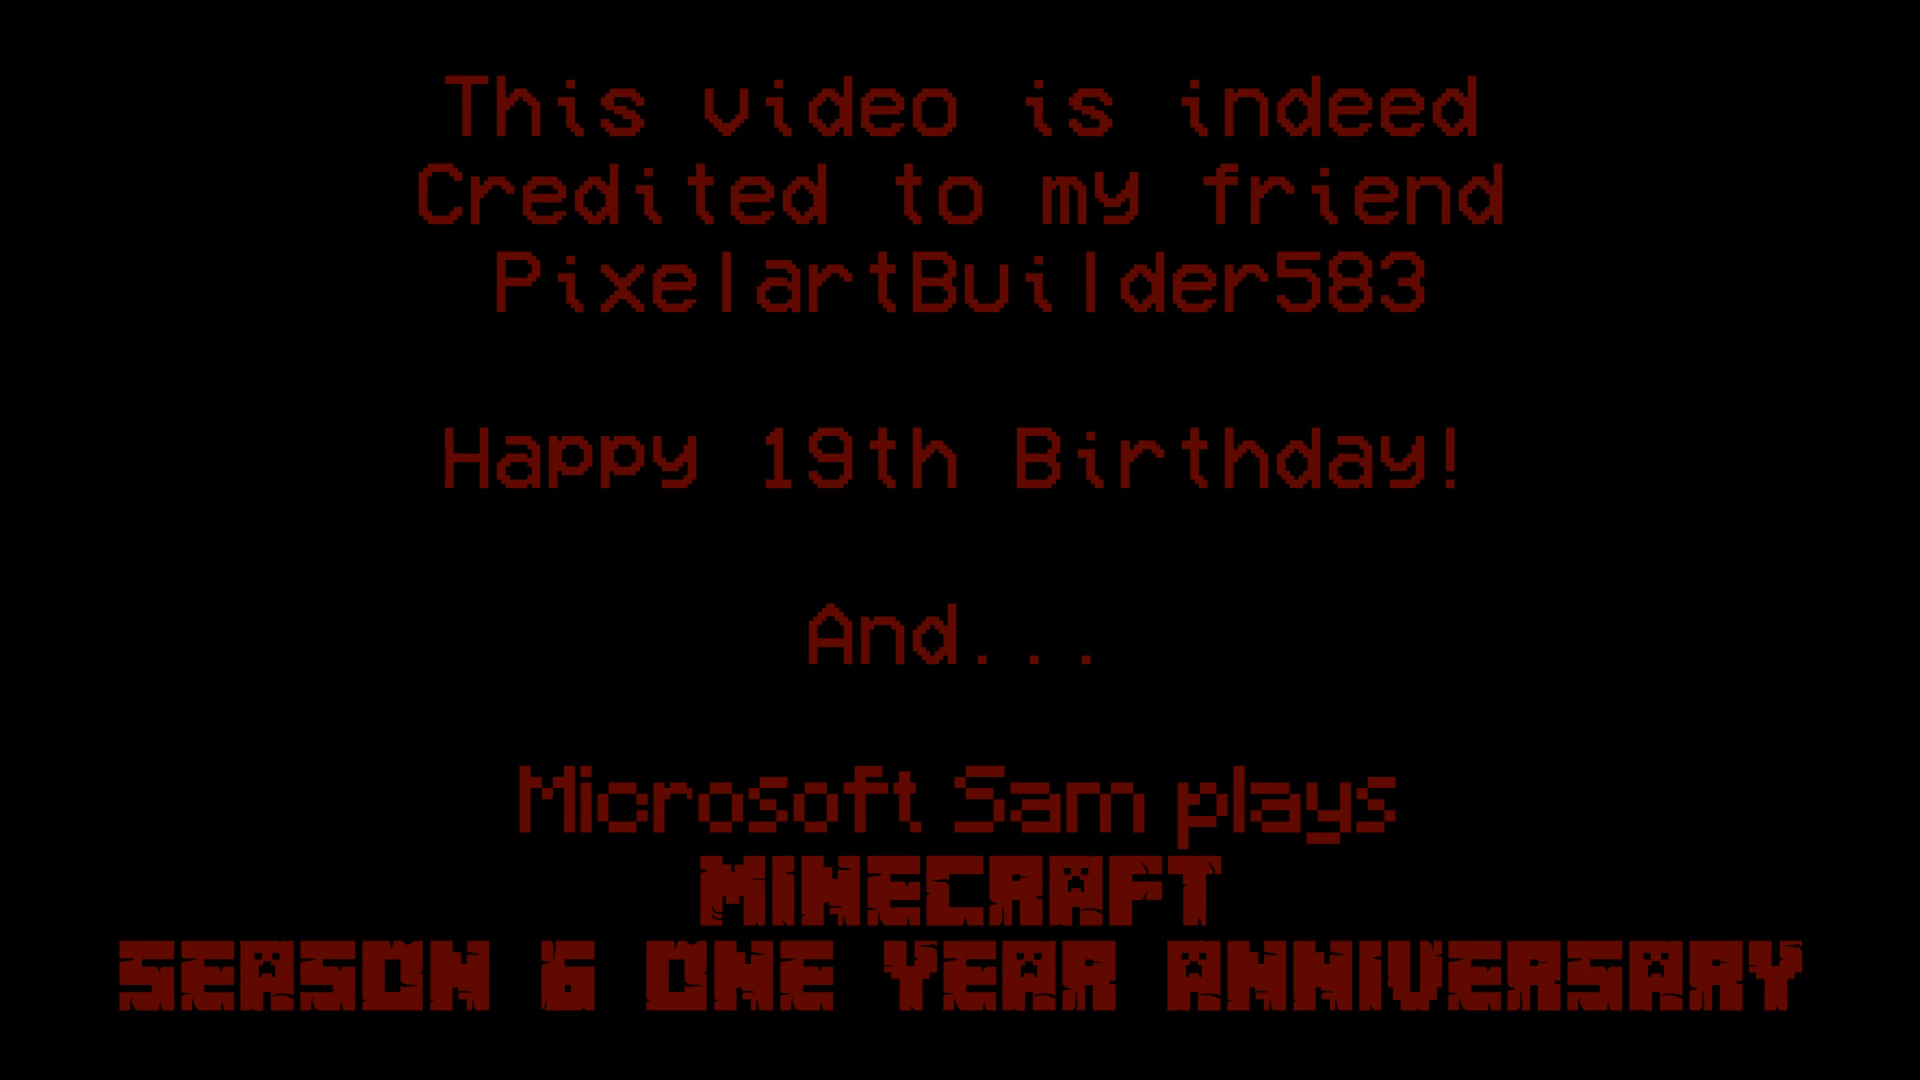 This video is indeed
Credited to my friend
PixelartBuilder583
Happy 19th Birthday!
And...
Microsoft Sam plays
MINECRAFT
SEASON 6 ONE YEAR ANNIVERSARY